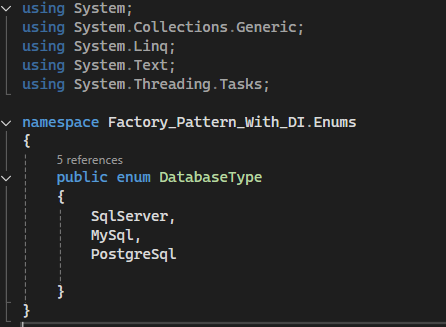 using System;
using System.Collections.Generic;
using System.Linq;
using System.Text;
using System.Threading.Tasks;
namespace Factory_Pattern_With_DI.Enums
{
5 references
public enum DatabaseType
{
SqlServer,
MySql,
PostgreSql
}
}